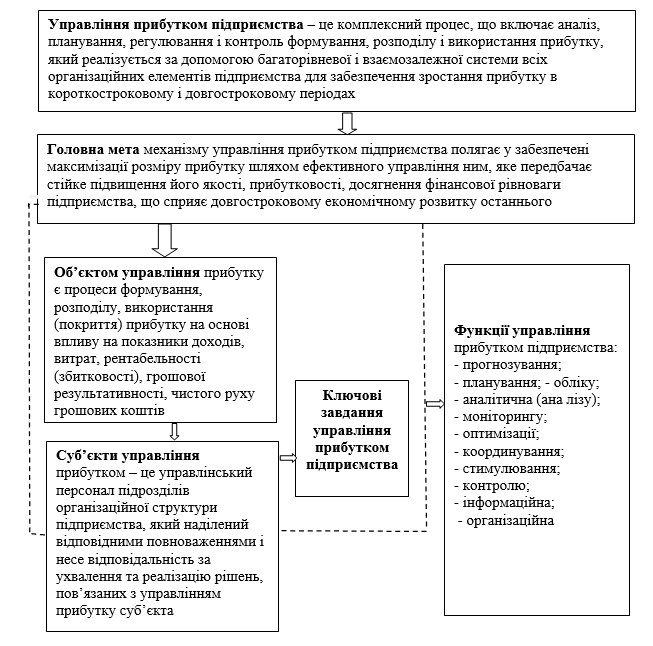 Управління прибутком підприємства – це комплексний процес, що включає аналіз,
планування, регулювання і контроль формування, розподілу і використання прибутку,
який реалізується за допомогою багаторівневої і взаємозалежної системи всіх
організаційних елементів підприємства для забезпечення зростання прибутку в
короткостроковому і довгостроковому періодах
Головна мета механізму управління прибутком підприємства полягає у забезпечені
максимізації розміру прибутку шляхом ефективного управління ним, яке передбачає
стійке підвищення його якості, прибутковості, досягнення фінансової рівноваги
підприємства, що сприяє довгостроковому економічному розвитку останнього
Об’єктом управління прибутку
є процеси формування,
розподілу, використання
(покриття) прибутку на основі
впливу на показники доходів,
витрат, рентабельності
(збитковості), грошової
результативності, чистого руху
грошових коштів
Суб’єкти управління
прибутком – це управлінський
персонал підрозділів
організаційної структури
підприємства, який наділений
відповідними повноваженнями і
несе відповідальність за
ухвалення та реалізацію рішень,
пов’язаних з управлінням
прибутку суб’єкта
Ключові
завдання
управління
прибутком
підприємства
Функції управління
прибутком підприємства:
- прогнозування;
- планування; - обліку;
- аналітична (ана лізу);
- моніторингу;
- оптимізації;
- координування;
- стимулювання;
- контролю;
- інформаційна;
- організаційна